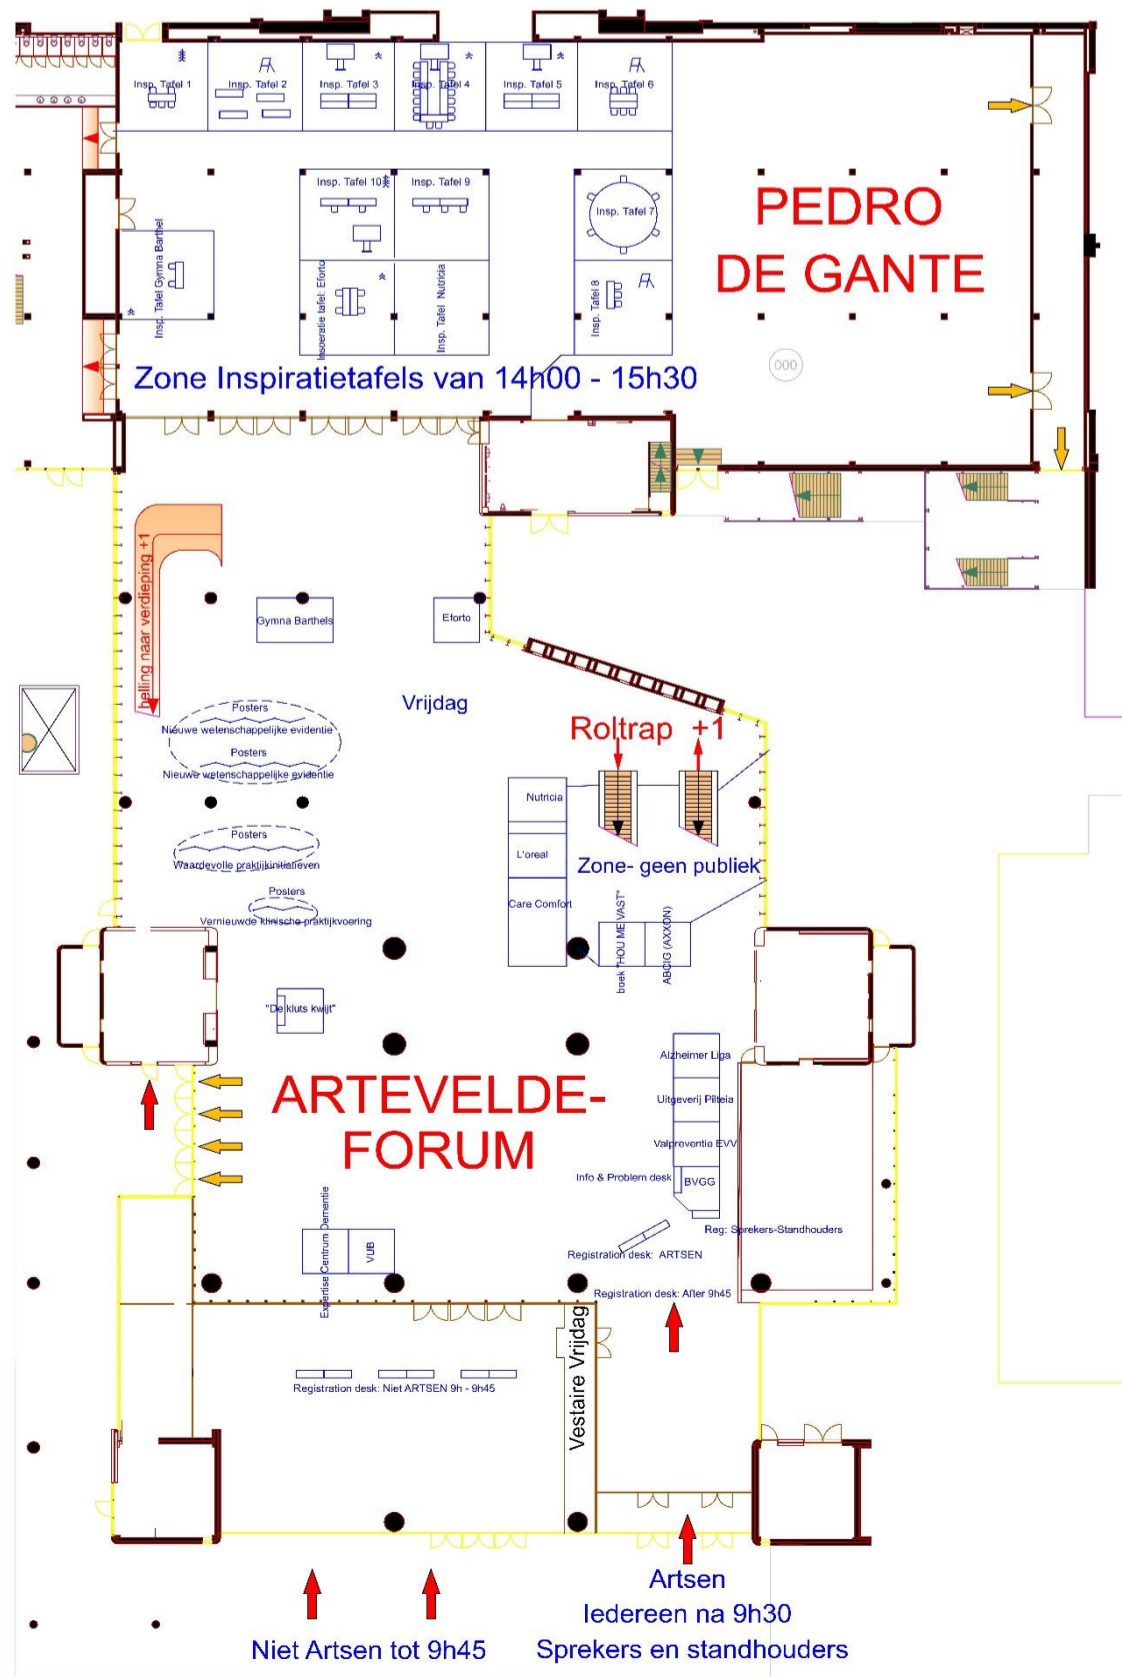 Insp. Tafel 1
Insp. Tafel 2
Insp. Tafel 3
Insp. Tafel 4
Insp. Tafel 5
Insp. Tafel 6
Insp. Tafel 10
Insp. Tafel 9
Insp. Tafel 7
PEDRO
DE GANTE
Insp. Tafel Gymna Barthel
Insoeratie tafel: Eforto
Insp. Tafel Nutricia
Insp. Tafel 8
000
Zone Inspiratietafels van 14h00 - 15h30
helling naar verdieping +1
Gymna Barthels
Eforto
Vrijdag
Posters
Nieuwe wetenschappelijke evidentie
Posters
Nieuwe wetenschappelijke evidentie
Roltrap +1
Nutricia
Posters
Waardevolle praktijkinitiatieven
L'oreal
Zone- geen publiek
Posters
Vernieuwde klinische praktijkvoering
Care Comfort
boek "HOU ME VAST"
ABCIG (AXXON)
"De kluts kwijt"
Alzheimer Liga
ARTEVELDE-
FORUM
Uitgeverij Pilteia
Valpreventie EVV
Info & Problem desk
BVGG
Reg: Sprekers-Standhouders
Expertise Centrum Dementie
VUB
Registration desk: ARTSEN
Registration desk: After 9h45
Vestaire Vrijdag
Registration desk: Niet ARTSEN 9h - 9h45
Artsen
Iedereen na 9h30
Sprekers en standhouders
Niet Artsen tot 9h45